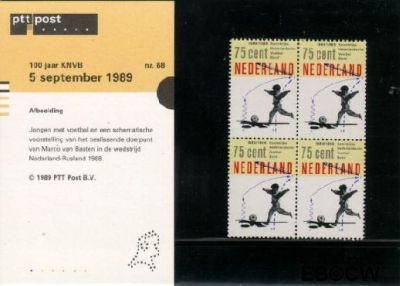 ptt post
100 jaar KNVB nr. 68
5 september 1989
Afbeelding
Jongen met voetbal en een schematische
voorstelling van het beslissende doelpunt
van Marco van Basten in de wedstrijd
Nederland-Rusland 1988.
© 1989 PTT Post B.V.
75 cent
NEDERLAND
75 cent
NEDERLAND
75 cent
NEDERLAND
75 cent
NEDERLAND